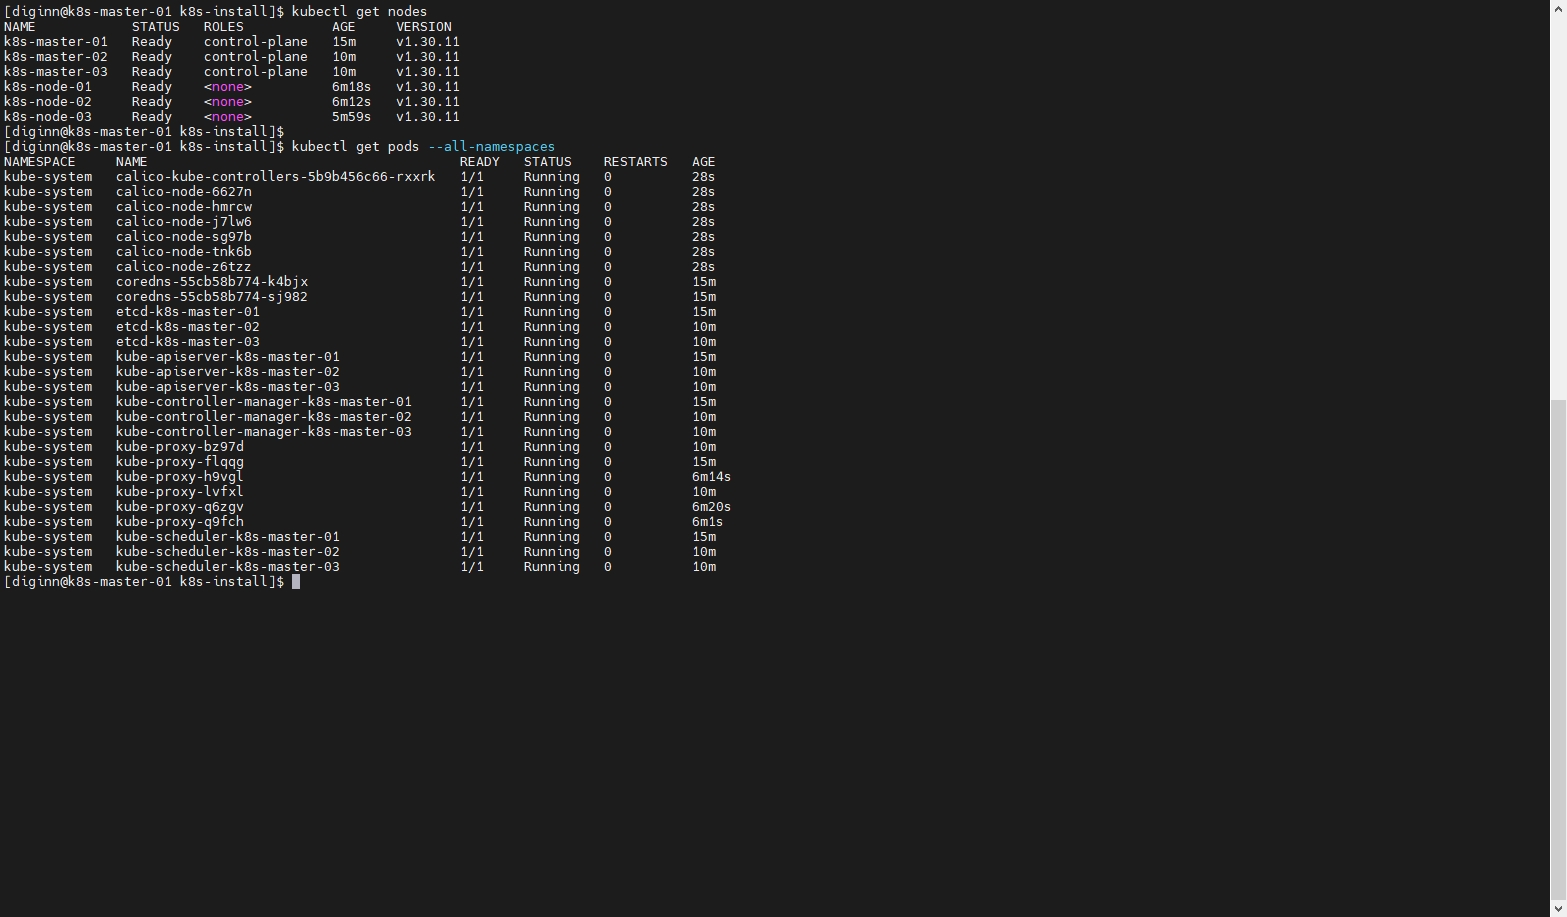 [diginn@k8s-master-01 k8s-install]$ kubectl get nodes
NAME            STATUS   ROLES           AGE     VERSION
k8s-master-01   Ready    control-plane   15m     v1.30.11
k8s-master-02   Ready    control-plane   10m     v1.30.11
k8s-master-03   Ready    control-plane   10m     v1.30.11
k8s-node-01     Ready    <none>          6m18s   v1.30.11
k8s-node-02     Ready    <none>          6m12s   v1.30.11
k8s-node-03     Ready    <none>          5m59s   v1.30.11
[diginn@k8s-master-01 k8s-install]$
[diginn@k8s-master-01 k8s-install]$ kubectl get pods --all-namespaces
NAMESPACE     NAME                                       READY   STATUS    RESTARTS   AGE
kube-system   calico-kube-controllers-5b9b456c66-rxxrk   1/1     Running   0          28s
kube-system   calico-node-6627n                          1/1     Running   0          28s
kube-system   calico-node-hmrcw                          1/1     Running   0          28s
kube-system   calico-node-j7lw6                          1/1     Running   0          28s
kube-system   calico-node-sg97b                          1/1     Running   0          28s
kube-system   calico-node-tnk6b                          1/1     Running   0          28s
kube-system   calico-node-z6tzz                          1/1     Running   0          28s
kube-system   coredns-55cb58b774-k4bjx                   1/1     Running   0          15m
kube-system   coredns-55cb58b774-sj982                   1/1     Running   0          15m
kube-system   etcd-k8s-master-01                         1/1     Running   0          15m
kube-system   etcd-k8s-master-02                         1/1     Running   0          10m
kube-system   etcd-k8s-master-03                         1/1     Running   0          10m
kube-system   kube-apiserver-k8s-master-01               1/1     Running   0          15m
kube-system   kube-apiserver-k8s-master-02               1/1     Running   0          10m
kube-system   kube-apiserver-k8s-master-03               1/1     Running   0          10m
kube-system   kube-controller-manager-k8s-master-01      1/1     Running   0          15m
kube-system   kube-controller-manager-k8s-master-02      1/1     Running   0          10m
kube-system   kube-controller-manager-k8s-master-03      1/1     Running   0          10m
kube-system   kube-proxy-bz97d                           1/1     Running   0          10m
kube-system   kube-proxy-flqqg                           1/1     Running   0          15m
kube-system   kube-proxy-h9vgl                           1/1     Running   0          6m14s
kube-system   kube-proxy-lvfxl                           1/1     Running   0          10m
kube-system   kube-proxy-q6zgv                           1/1     Running   0          6m20s
kube-system   kube-proxy-q9fch                           1/1     Running   0          6m1s
kube-system   kube-scheduler-k8s-master-01               1/1     Running   0          15m
kube-system   kube-scheduler-k8s-master-02               1/1     Running   0          10m
kube-system   kube-scheduler-k8s-master-03               1/1     Running   0          10m
[diginn@k8s-master-01 k8s-install]$